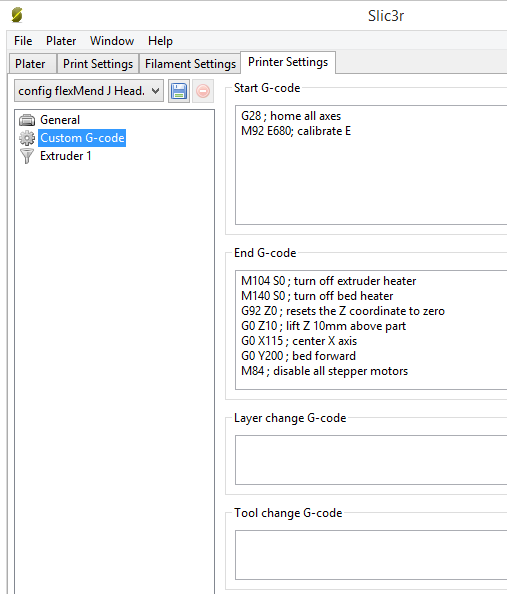 Slic3r
File Plater Window Help
Plater Print Settings Filament Settings Printer Settings
config flexMend J Head.
General
Custom G-code
Extruder 1
Start G-code
G28 ; home all axes
M92 E680; calibrate E
End G-code
M104 S0 ; turn off extruder heater
M140 S0 ; turn off bed heater
G92 Z0 ; resets the Z coordinate to zero
G0 Z10 ; lift Z 10mm above part
G0 X115 ; center X axis
G0 Y200 ; bed forward
M84 ; disable all stepper motors
Layer change G-code
Tool change G-code